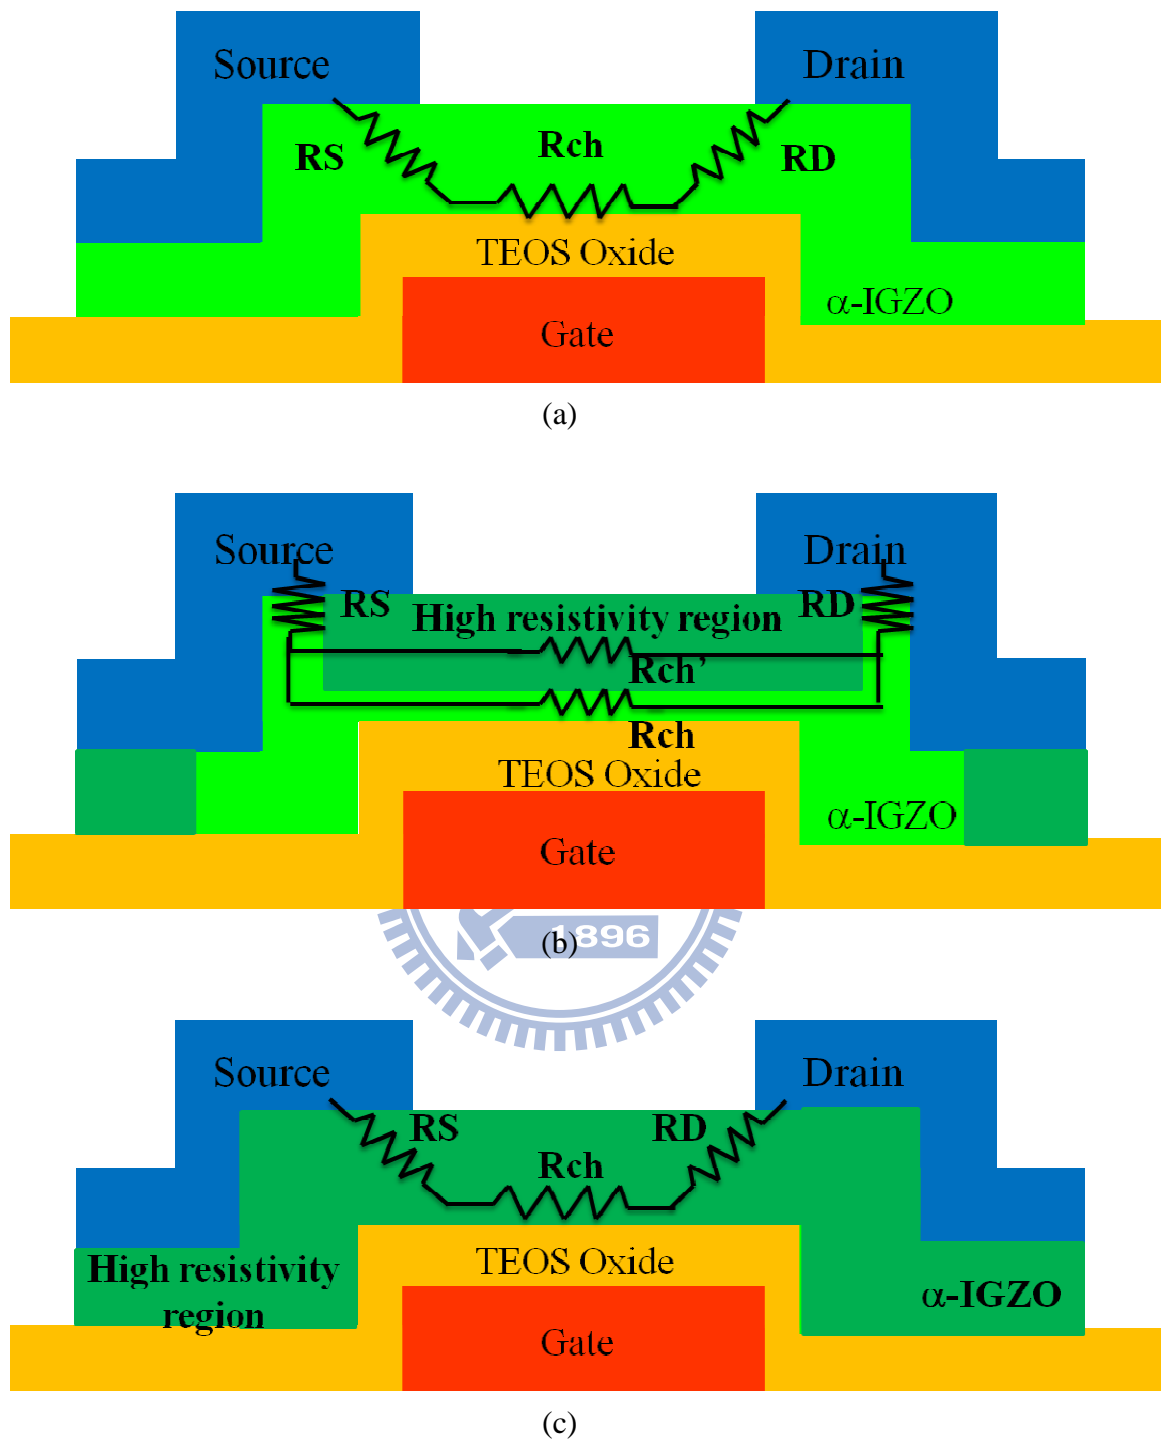 Source
Drain
RS
Rch
RD
TEOS Oxide
α-IGZO
Gate
(a)
Source
Drain
RS
High resistivity region
RD
Rch’
Rch
TEOS Oxide
α-IGZO
Gate
(b)
1896
Source
Drain
RS
RD
Rch
TEOS Oxide
High resistivity
region
α-IGZO
Gate
(c)